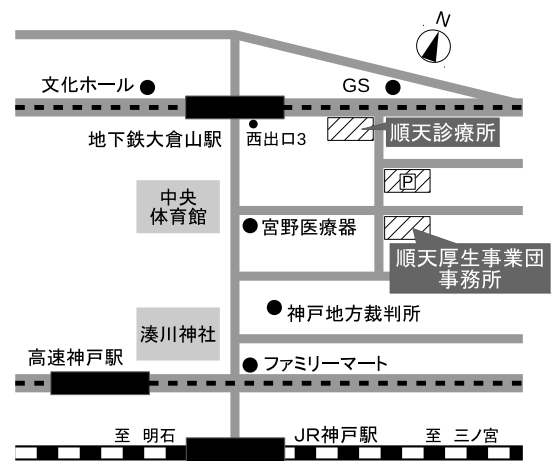 N
文化ホール
GS
地下鉄大倉山駅
西出口3
順天診療所
P
中央
体育館
宮野医療器
順天厚生事業団
事務所
神戸地方裁判所
湊川神社
高速神戸駅
ファミリーマート
至 明石
JR神戸駅
至 三ノ宮